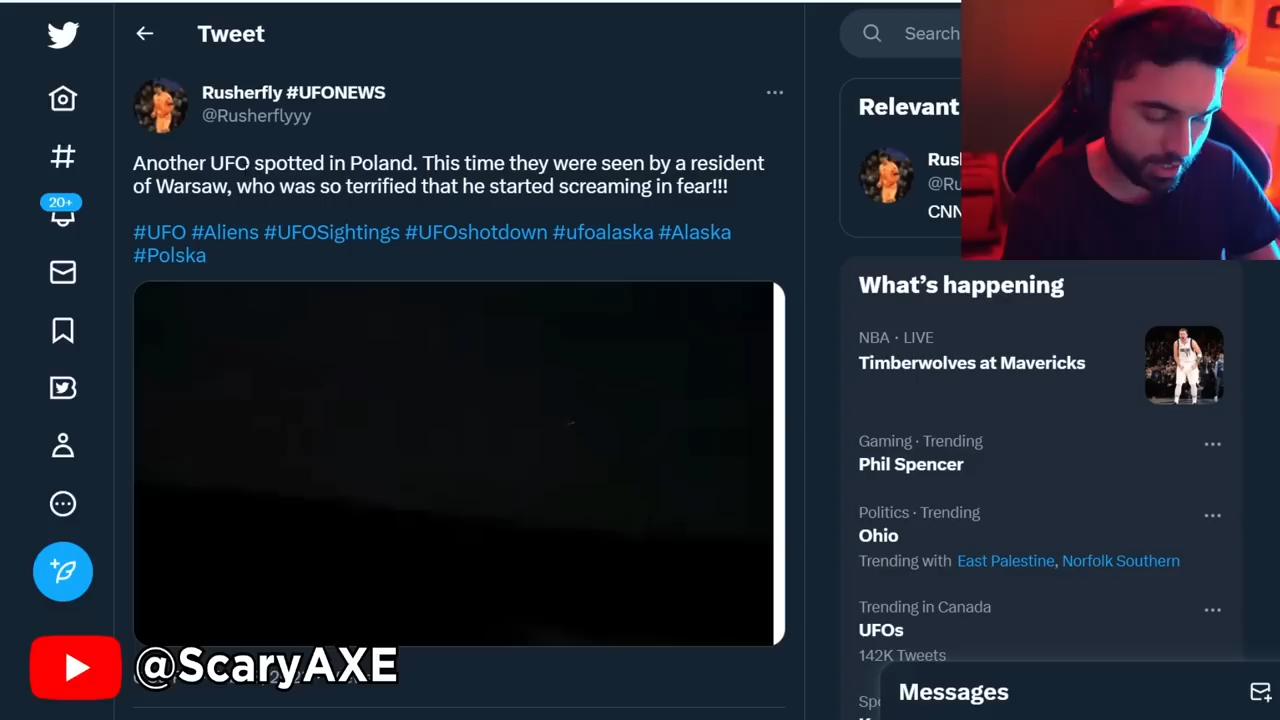 Tweet
Search
Rusherfly #UFONEWS
@Rusherflyyy
Another UFO spotted in Poland. This time they were seen by a resident
of Warsaw, who was so terrified that he started screaming in fear!!!
#UFO #Aliens #UFOSightings #UFOshotdown #ufoalaska #Alaska
#Polska
20+
Relevant
Rus
@Ru
CNN
What's happening
NBA · LIVE
Timberwolves at Mavericks
Gaming · Trending
Phil Spencer
Politics · Trending
Ohio
Trending with East Palestine, Norfolk Southern
Trending in Canada
UFOs
142K Tweets
Messages
@ScaryAXE